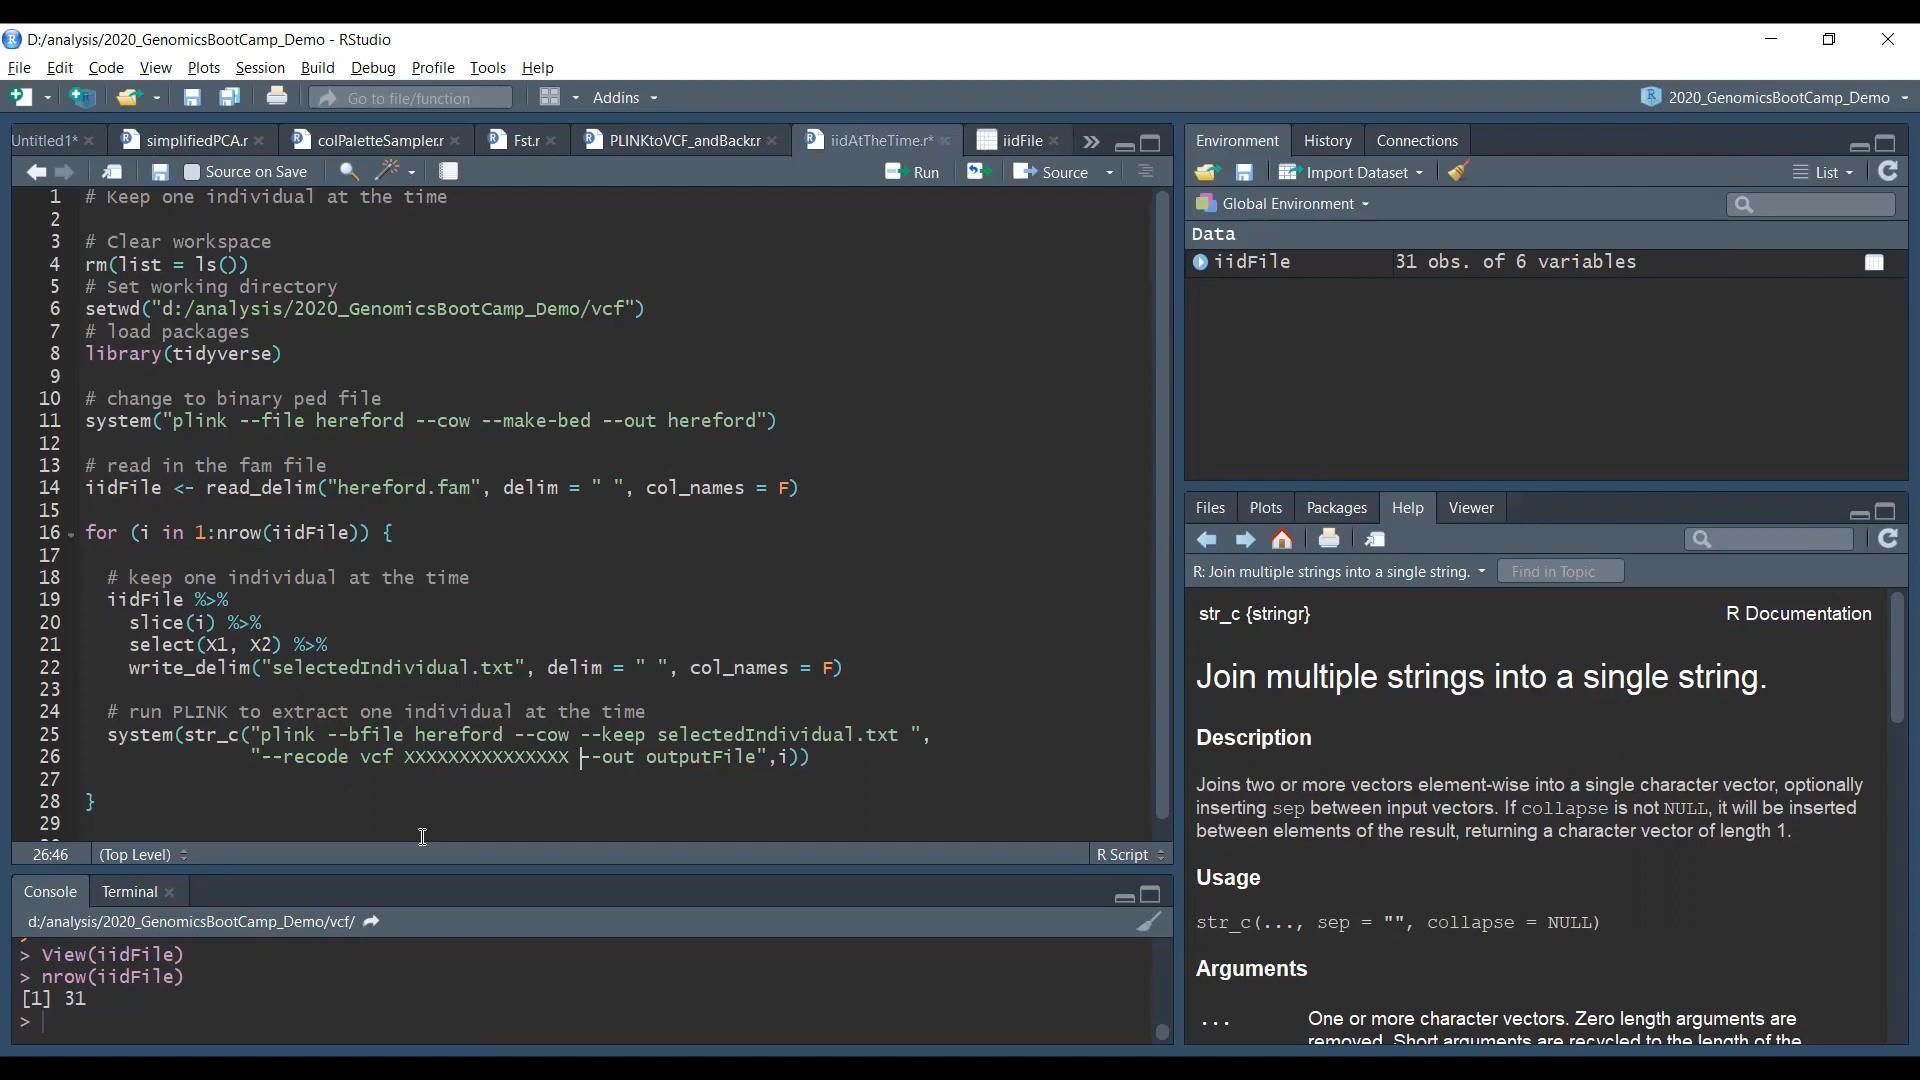 D:/analysis/2020_GenomicsBootCamp_Demo - RStudio
File Edit Code View Plots Session Build Debug Profile Tools Help
Go to file/function Addins 2020_GenomicsBootCamp_Demo
Untitled1* simplifiedPCA.r colPaletteSampler.r Fst.r PLINKtoVCF_andBack.r iidAtTheTime.r* iidFile
Source on Save Run Source
1 # Keep one individual at the time
2
3 # Clear workspace
4 rm(list = ls())
5 # Set working directory
6 setwd("d:/analysis/2020_GenomicsBootCamp_Demo/vcf")
7 # load packages
8 library(tidyverse)
9
10 # change to binary ped file
11 system("plink --file hereford --cow --make-bed --out hereford")
12
13 # read in the fam file
14 iidFile <- read_delim("hereford.fam", delim = " ", col_names = F)
15
16 for (i in 1:nrow(iidFile)) {
17
18 # keep one individual at the time
19 iidFile %>%
20 slice(i) %>%
21 select(X1, X2) %>%
22 write_delim("selectedIndividual.txt", delim = " ", col_names = F)
23
24 # run PLINK to extract one individual at the time
25 system(str_c("plink --bfile hereford --cow --keep selectedIndividual.txt ",
26 "--recode vcf XXXXXXXXXXXXXXX --out outputFile",i))
27
28 }
29
26:46 (Top Level) R Script
Console Terminal
d:/analysis/2020_GenomicsBootCamp_Demo/vcf/
> View(iidFile)
> nrow(iidFile)
[1] 31
>
Environment History Connections
Import Dataset List
Global Environment
Data
iidFile 31 obs. of 6 variables
Files Plots Packages Help Viewer
R: Join multiple strings into a single string. Find in Topic
str_c {stringr} R Documentation
Join multiple strings into a single string.
Description
Joins two or more vectors element-wise into a single character vector, optionally
inserting sep between input vectors. If collapse is not NULL, it will be inserted
between elements of the result, returning a character vector of length 1.
Usage
str_c(..., sep = "", collapse = NULL)
Arguments
... One or more character vectors. Zero length arguments are
removed. Short arguments are recycled to the length of the